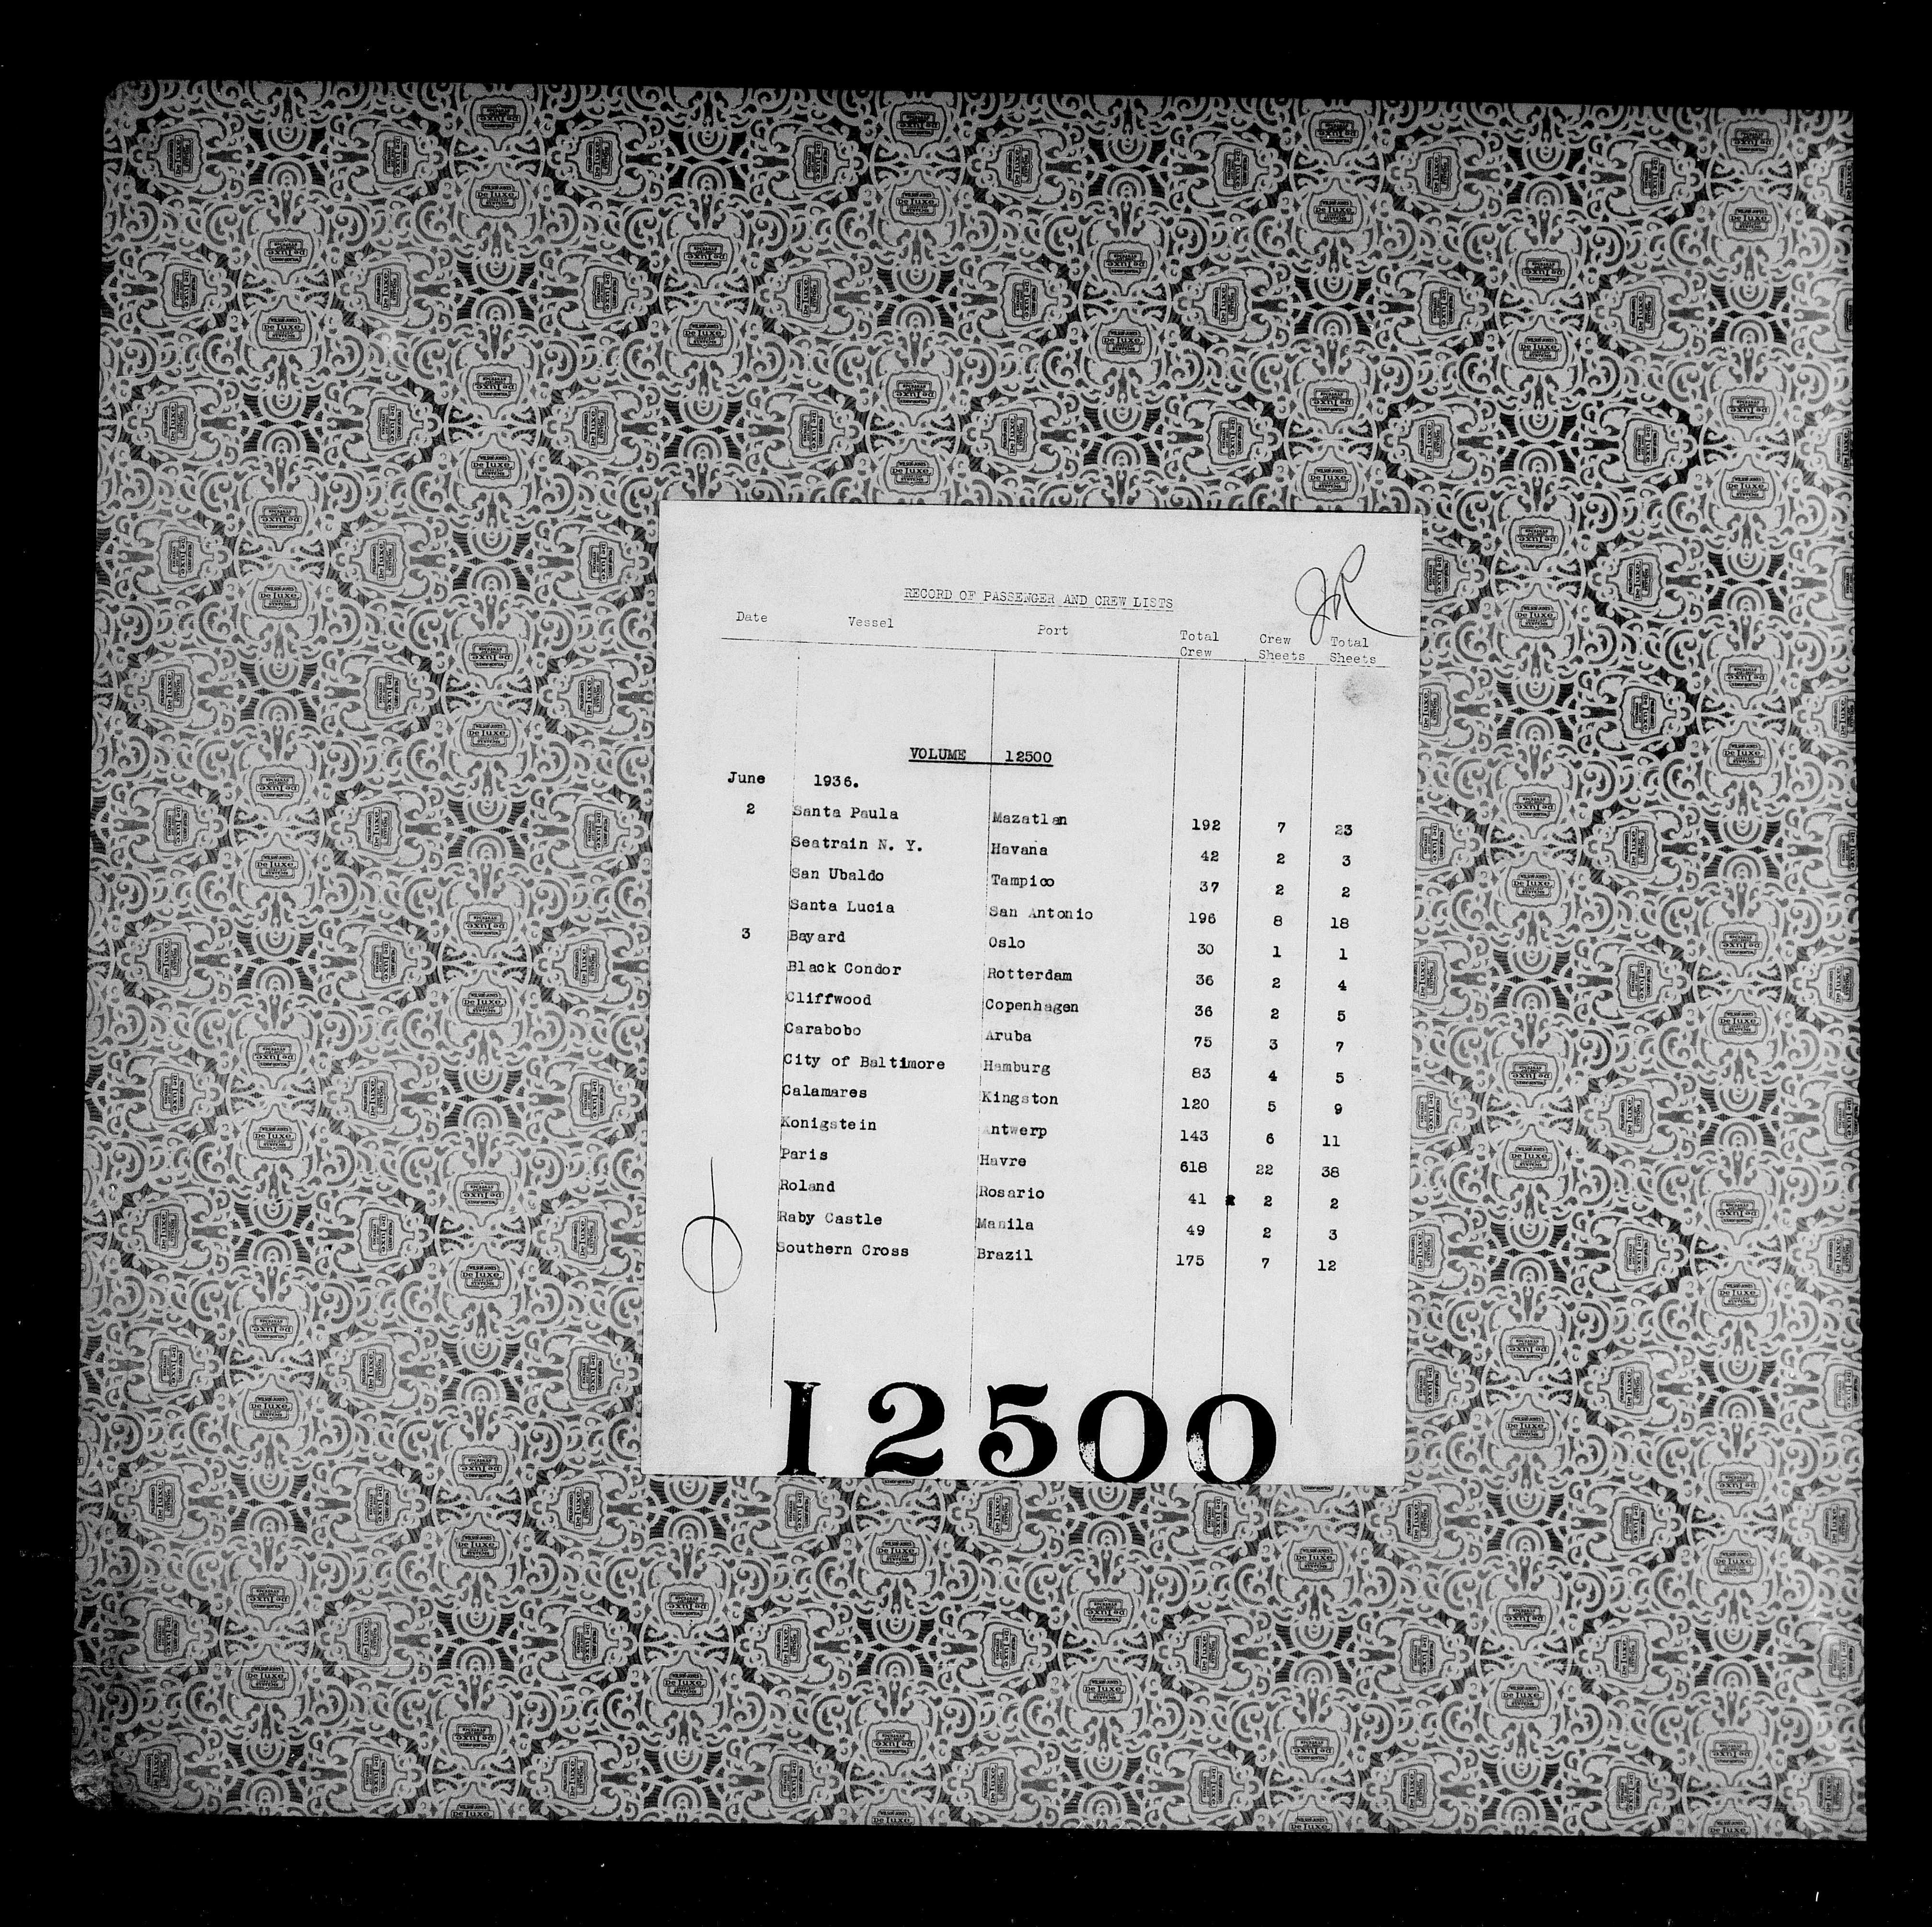 JR
RECORD OF PASSENGER AND CREW LISTS
Date Vessel Port Total Crew Crew Sheets Total Sheets
VOLUME 12500
June 1936.
2 Santa Paula Mazatlan 192 7 23
Seatrain N. Y. Havana 42 2 3
San Ubaldo Tampico 37 2 2
Santa Lucia San Antonio 196 8 18
3 Bayard Oslo 30 1 1
Black Condor Rotterdam 36 2 4
Cliffwood Copenhagen 36 2 5
Carabobo Aruba 75 3 7
City of Baltimore Hamburg 83 4 5
Calamares Kingston 120 5 9
Konigstein Antwerp 143 6 11
Paris Havre 618 22 38
Roland Rosario 41 2 2
Raby Castle Manila 49 2 3
Southern Cross Brazil 175 7 12
12500